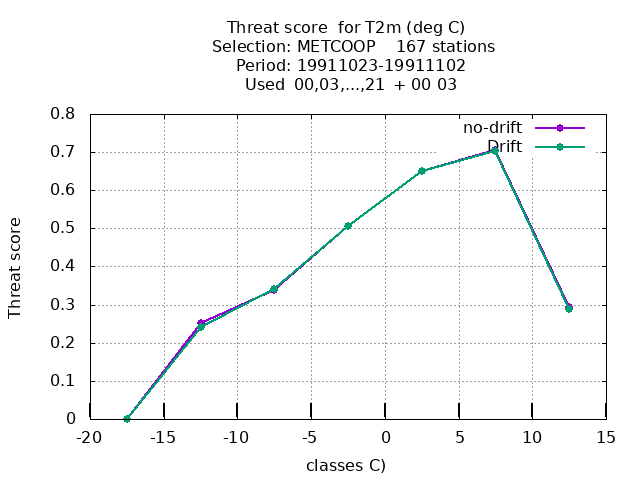 Threat score  for T2m (deg C)
Selection: METCOOP    167 stations
Period: 19911023-19911102
Used  00,03,...,21  + 00 03
no-drift
Drift
Threat score
0.8
0.7
0.6
0.5
0.4
0.3
0.2
0.1
0
-20 -15 -10 -5 0 5 10 15
classes C)